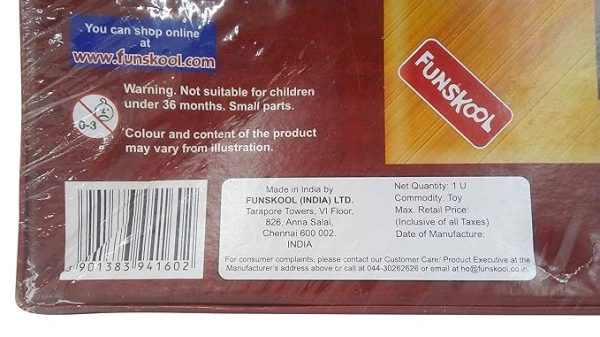 You can shop online
at
www.funskool.com
FUNSKOOL
Warning. Not suitable for children
under 36 months. Small parts.
0-3
Colour and content of the product
may vary from illustration.
901383 941602
Made in India by
FUNSKOOL (INDIA) LTD.
Tarapore Towers, VI Floor,
826, Anna Salai,
Chennai 600 002.
INDIA
Net Quantity: 1 U
Commodity: Toy
Max. Retail Price:
(Inclusive of all Taxes)
Date of Manufacture:
For consumer complaints, please contact our Customer Care/ Product Executive at the
Manufacturer's address above or call at 044-30262626 or email at ho@funskool.co.in